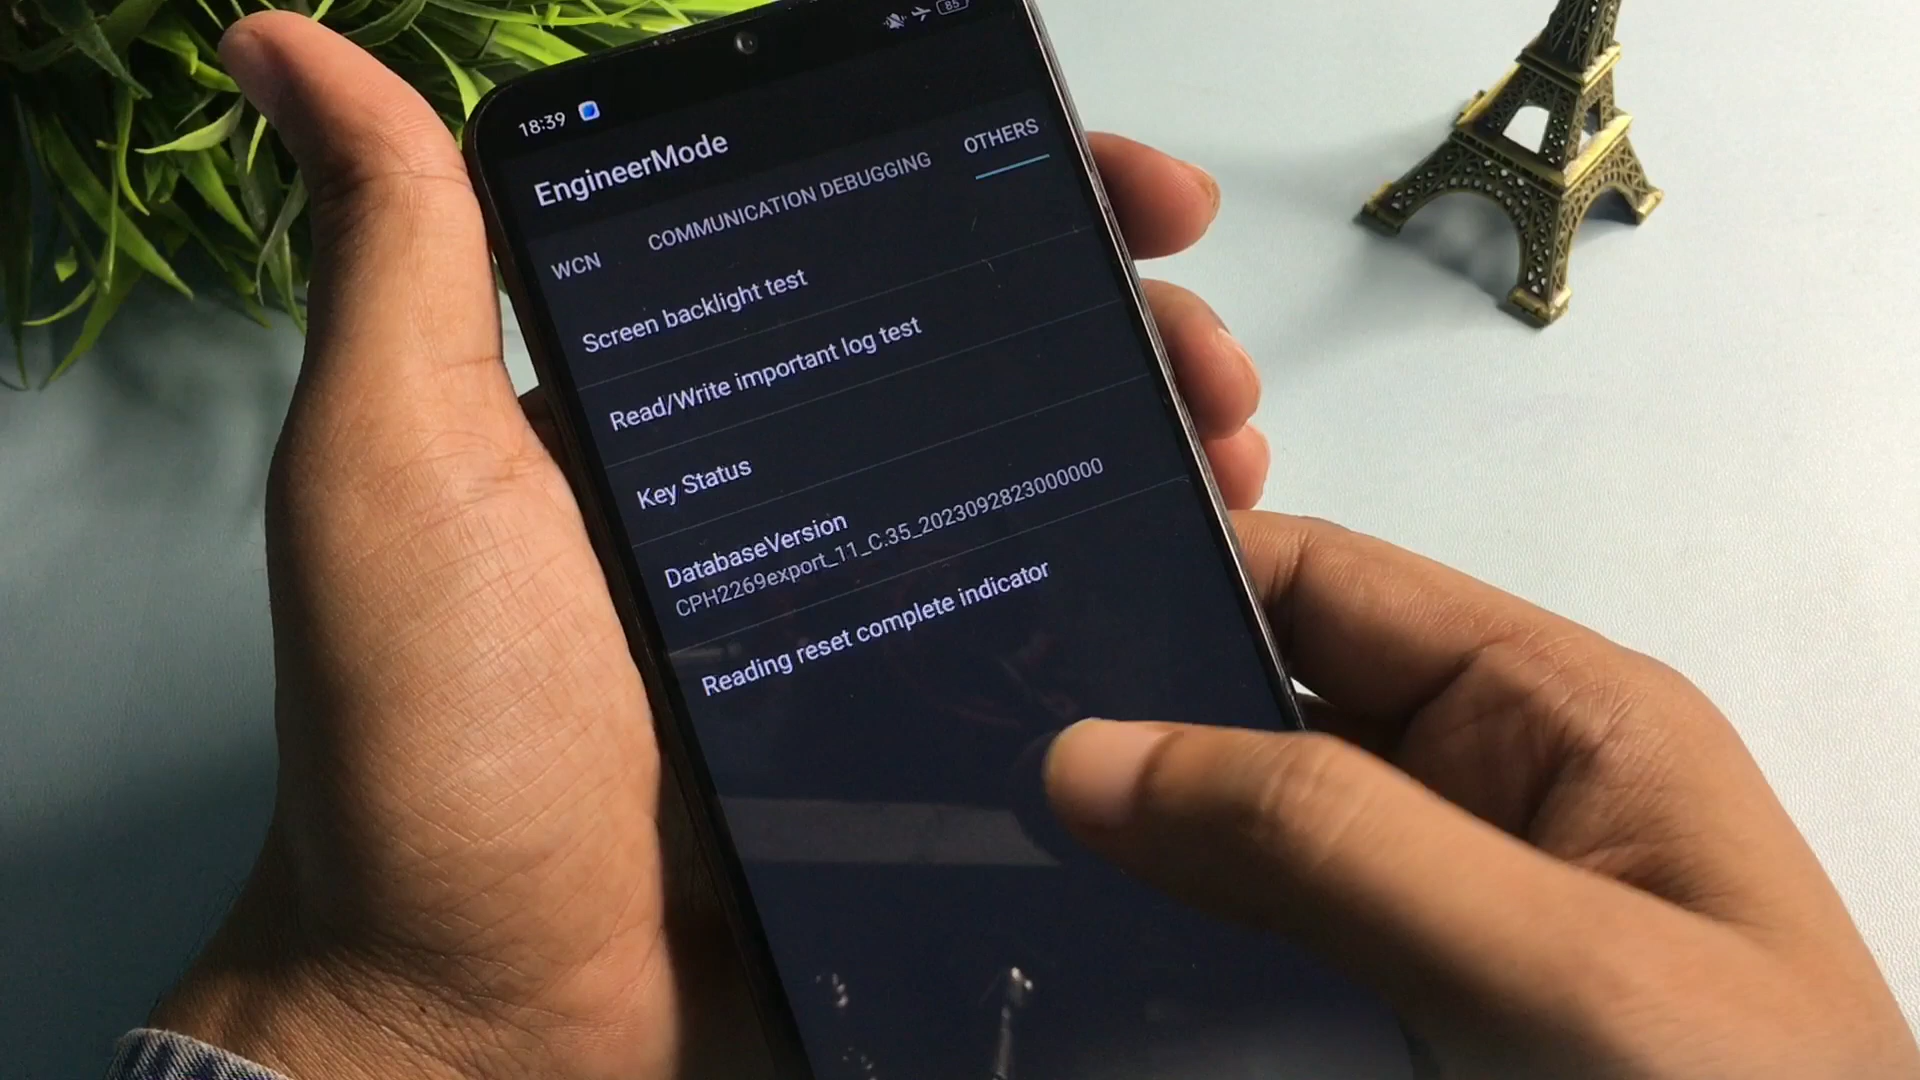 18:39
85
EngineerMode
WCN COMMUNICATION DEBUGGING OTHERS
Screen backlight test
Read/Write important log test
Key Status
DatabaseVersion
CPH2269export_11_C.35_2023092823000000
Reading reset complete indicator